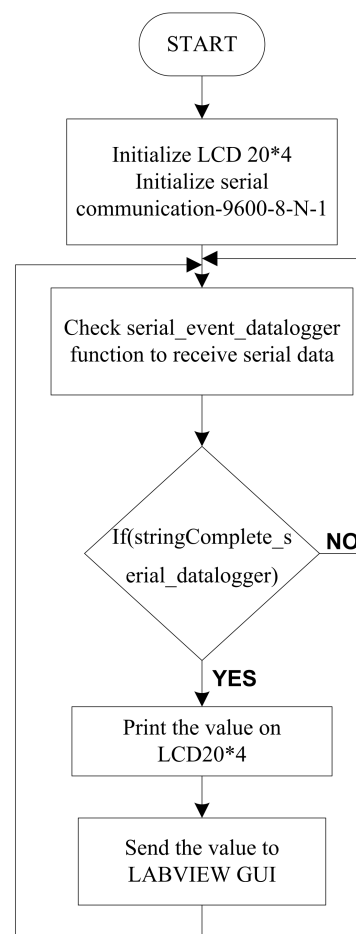 START
Initialize LCD 20*4
Initialize serial
communication-9600-8-N-1
Check serial_event_datalogger
function to receive serial data
If(stringComplete_s
erial_datalogger)
NO
YES
Print the value on
LCD20*4
Send the value to
LABVIEW GUI